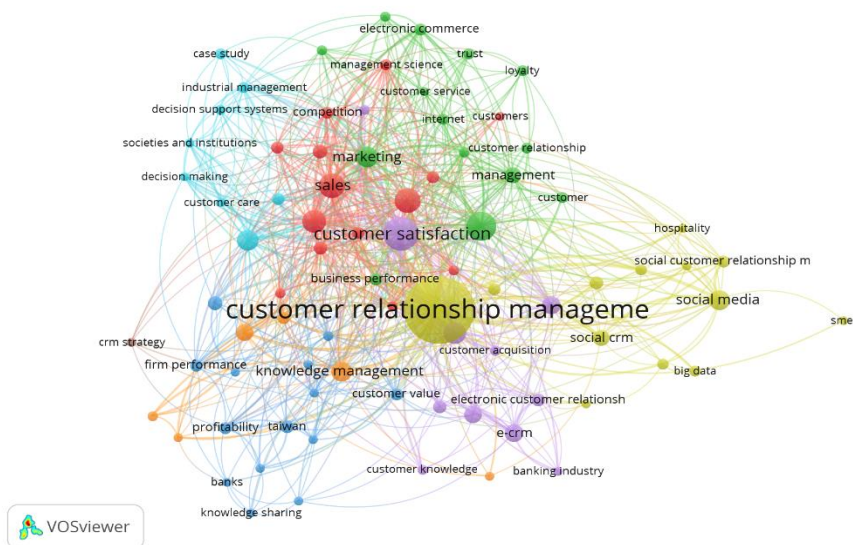 electronic commerce
case study
trust
management science
loyalty
industrial management
customer service
decision support systems
competition
customers
internet
societies and institutions
customer relationship
marketing
decision making
management
sales
customer care
customer
hospitality
customer satisfaction
social customer relationship m
business performance
social media
customer relationship manageme
sme
crm strategy
social crm
customer acquisition
firm performance
knowledge management
big data
customer value
electronic customer relationsh
profitability
taiwan
e-crm
customer knowledge
banking industry
banks
knowledge sharing
VOSviewer